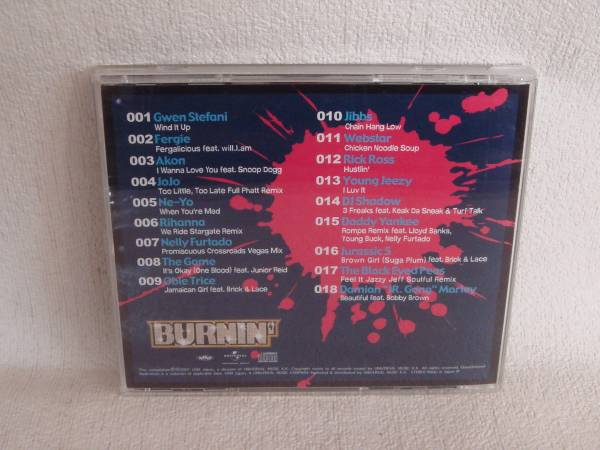 001 Gwen Stefani
Wind It Up
002 Fergie
Fergalicious feat. will.i.am
003 Akon
I Wanna Love You feat. Snoop Dogg
004 JoJo
Too Little, Too Late Full Phatt Remix
005 Ne-Yo
When You're Mad
006 Rihanna
We Ride Stargate Remix
007 Nelly Furtado
Promiscuous Crossroads Vegas Mix
008 The Game
It's Okay (One Blood) feat. Junior Reid
009 Obie Trice
Jamaican Girl feat. Brick & Lace
010 Jibbs
Chain Hang Low
011 Webstar
Chicken Noodle Soup
012 Rick Ross
Hustlin'
013 Young Jeezy
I Luv It
014 DJ Shadow
3 Freaks feat. Keak Da Sneak & Turf Talk
015 Daddy Yankee
Rompe Remix feat. Lloyd Banks,
Young Buck, Nelly Furtado
016 Jurassic 5
Brown Girl (Suga Plum) feat. Brick & Lace
017 The Black Eyed Peas
Feel It Jazzy Jeff Soulful Remix
018 Damian "JR. Gong" Marley
Beautiful feat. Bobby Brown
BURNIN'
UNIVERSAL